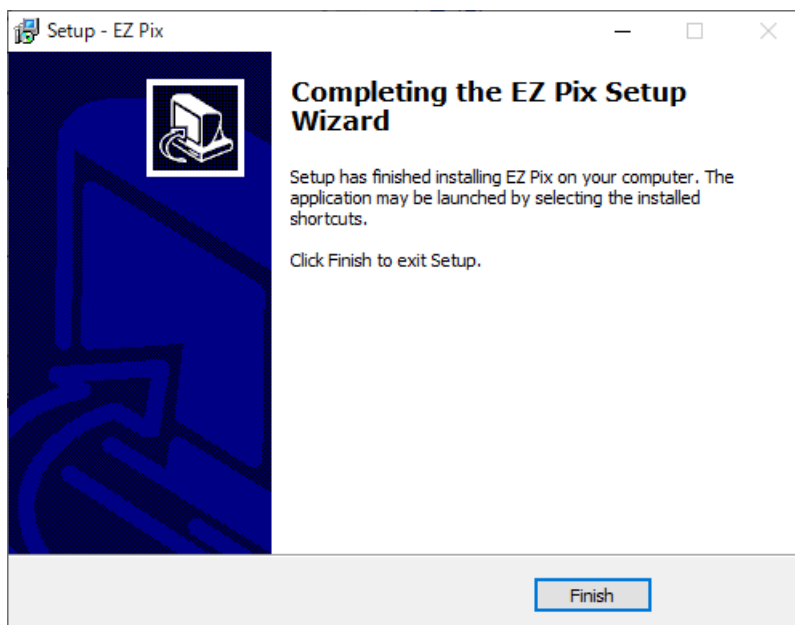 Setup - EZ Pix
Completing the EZ Pix Setup
Wizard
Setup has finished installing EZ Pix on your computer. The
application may be launched by selecting the installed
shortcuts.
Click Finish to exit Setup.
Finish